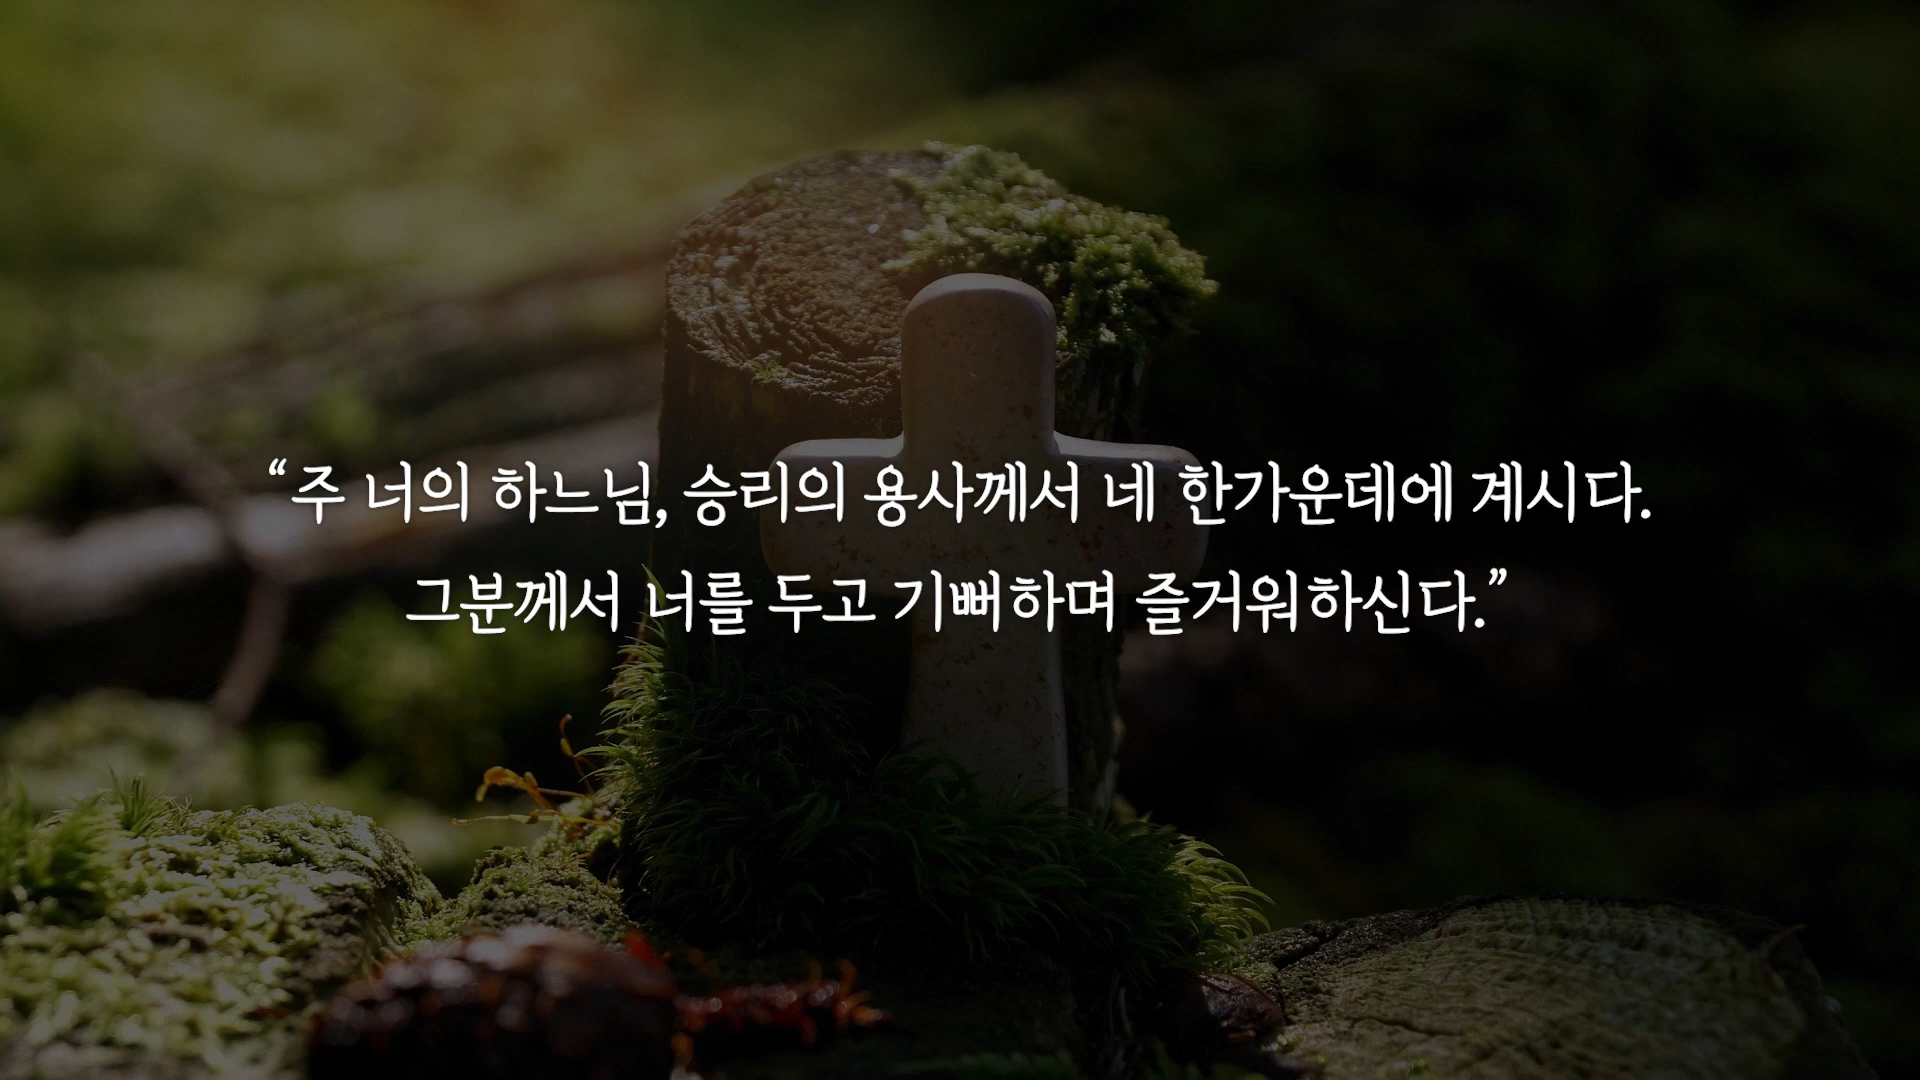 “주 너의 하느님, 승리의 용사께서 네 한가운데에 계시다.
그분께서 너를 두고 기뻐하며 즐거워하신다.”